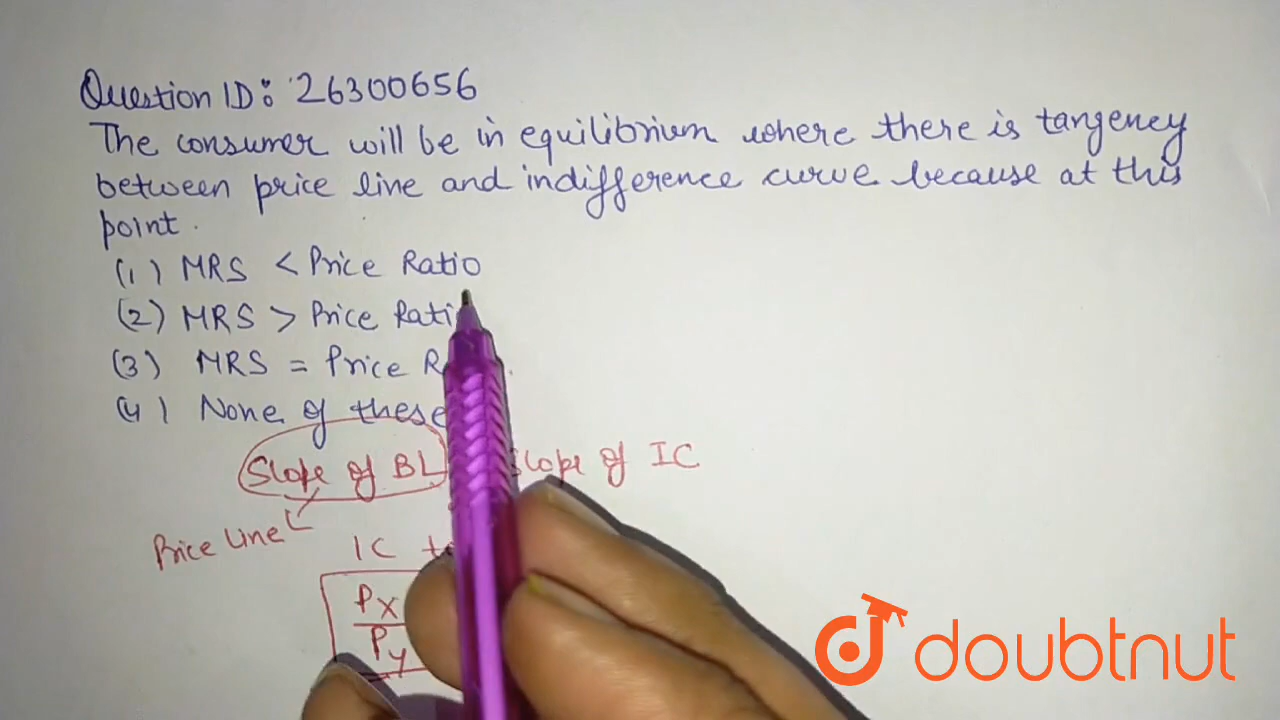 Question ID: 26300656
The consumer will be in equilibrium where there is tangency
between price line and indifference curve because at this
point.
(1) MRS < Price Ratio
(2) MRS > Price Rati
(3) MRS = Price R
(4) None of these
Slope of BL slope of IC
Price Line
IC
Px
Py
doubtnut